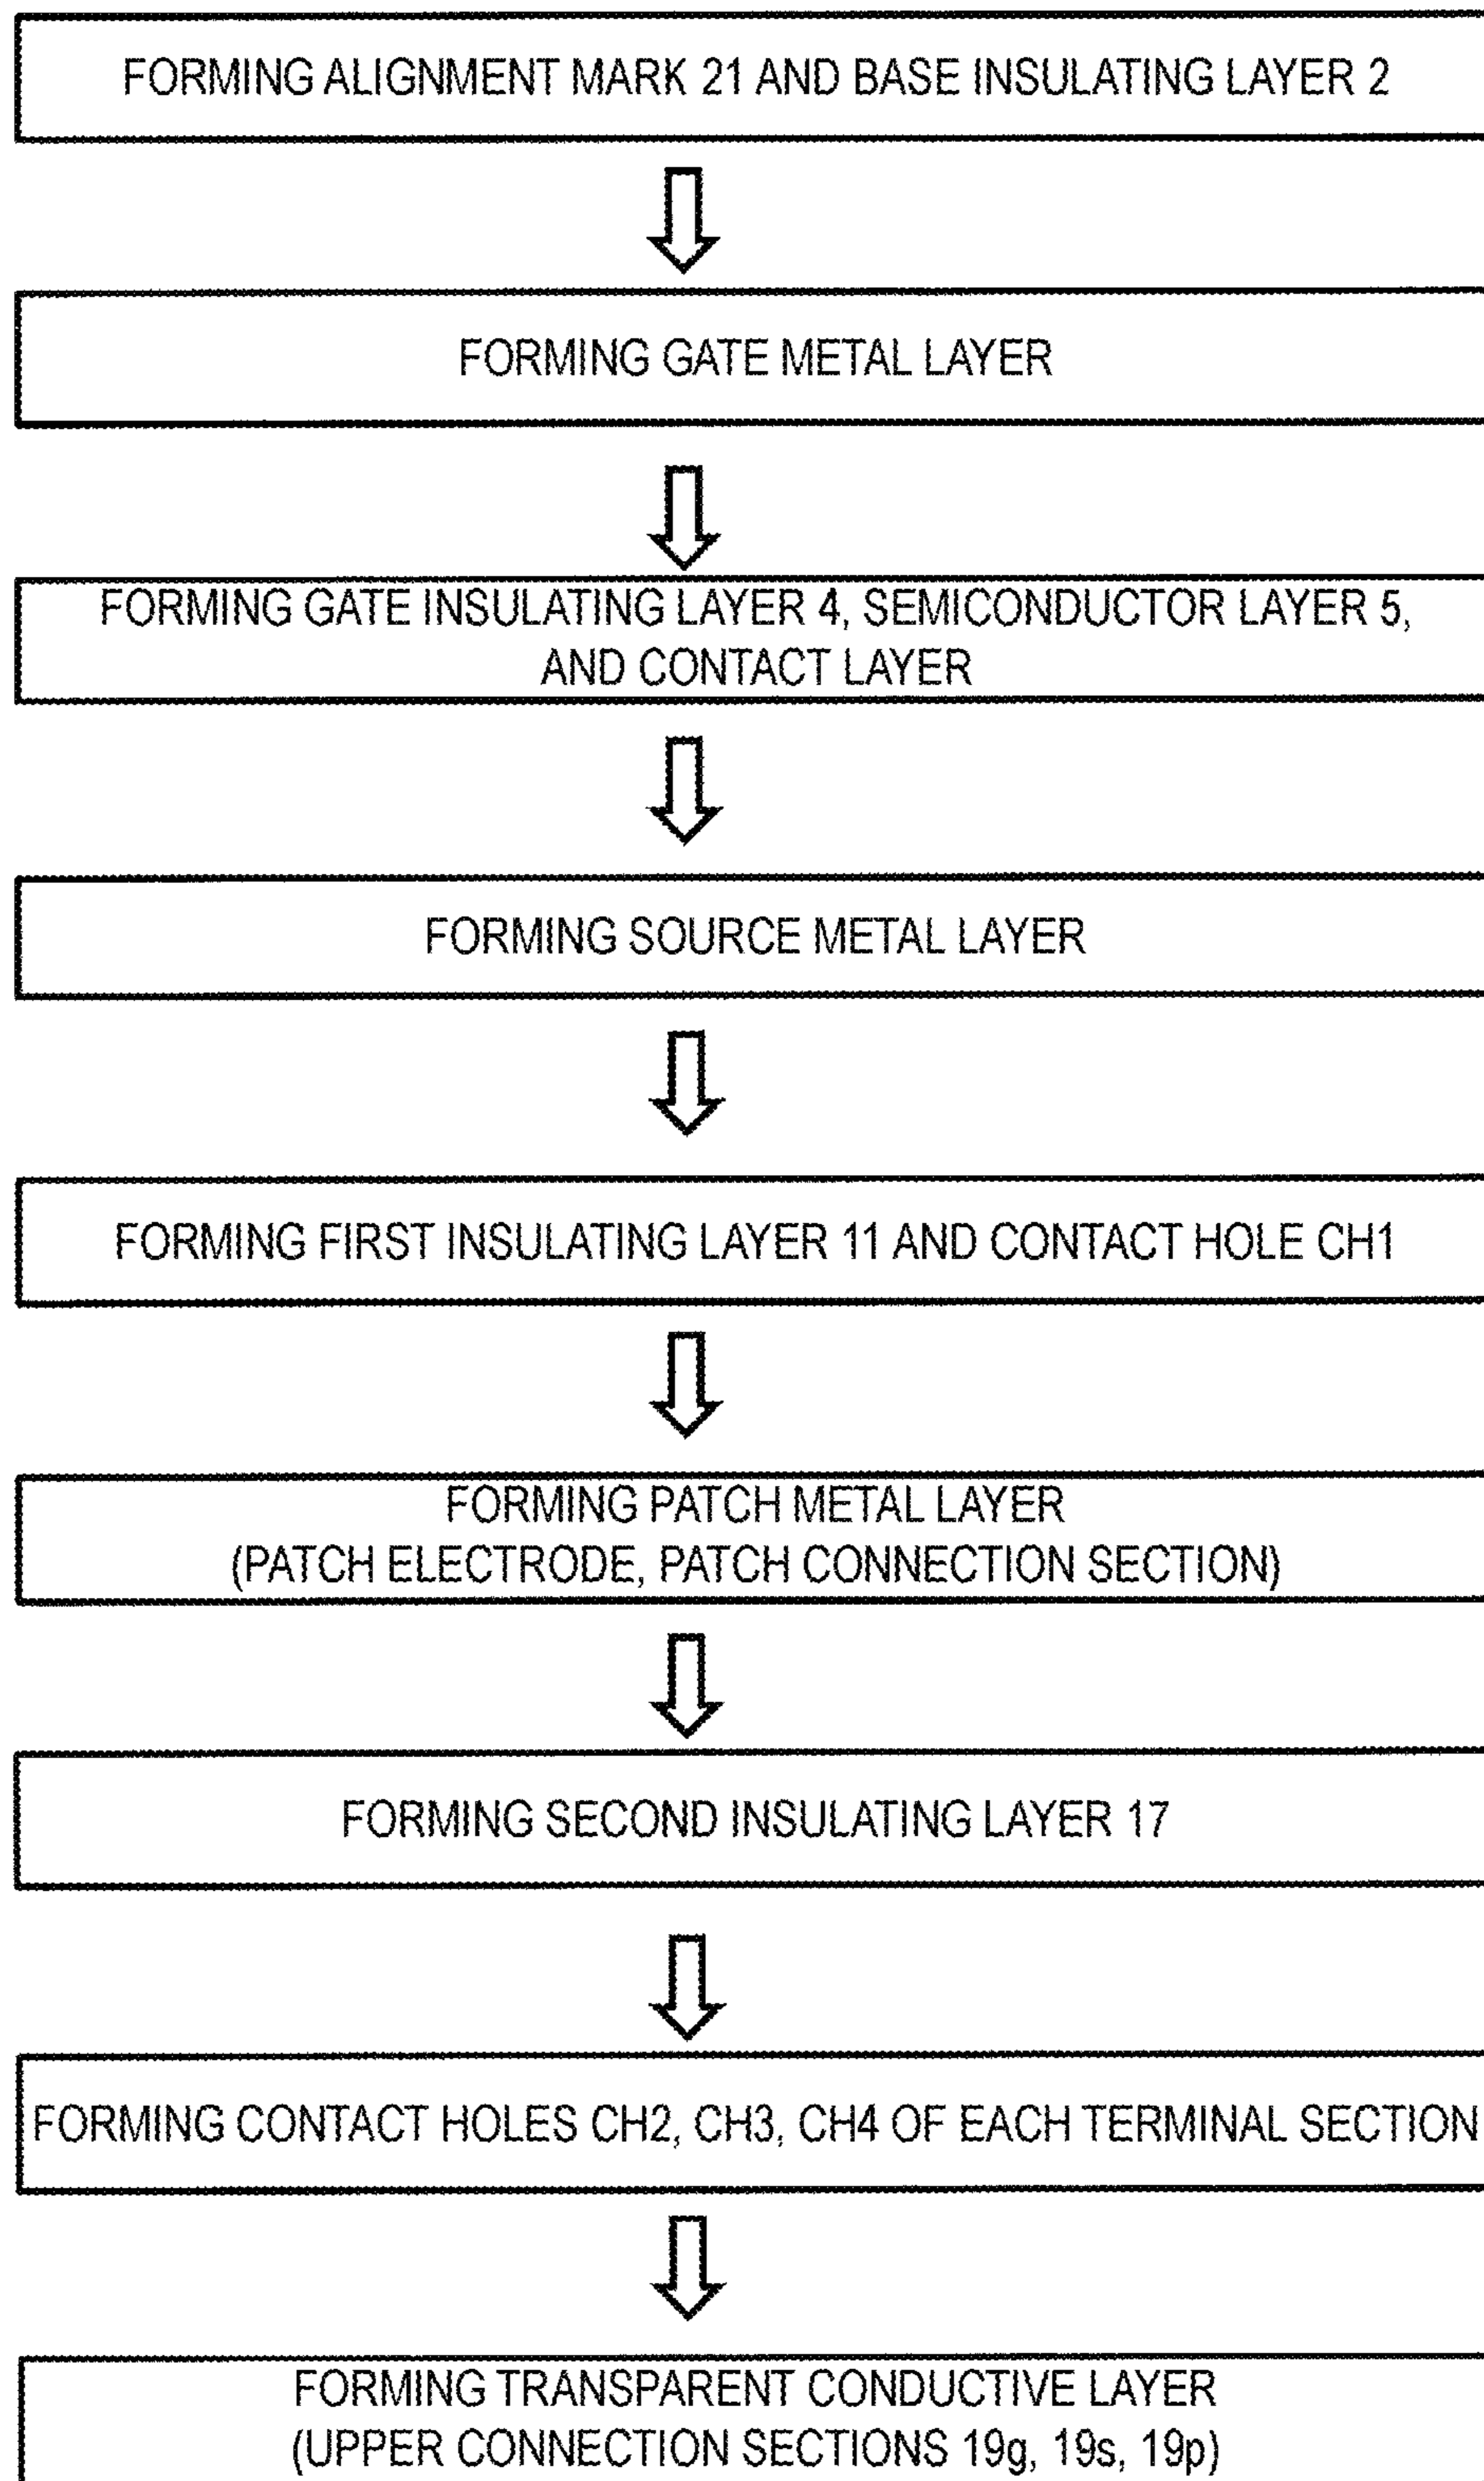 FORMING ALIGNMENT MARK 21 AND BASE INSULATING LAYER 2
FORMING GATE METAL LAYER
FORMING GATE INSULATING LAYER 4, SEMICONDUCTOR LAYER 5,
AND CONTACT LAYER
FORMING SOURCE METAL LAYER
FORMING FIRST INSULATING LAYER 11 AND CONTACT HOLE CH1
FORMING PATCH METAL LAYER
(PATCH ELECTRODE, PATCH CONNECTION SECTION)
FORMING SECOND INSULATING LAYER 17
FORMING CONTACT HOLES CH2, CH3, CH4 OF EACH TERMINAL SECTION
FORMING TRANSPARENT CONDUCTIVE LAYER
(UPPER CONNECTION SECTIONS 19g, 19s, 19p)